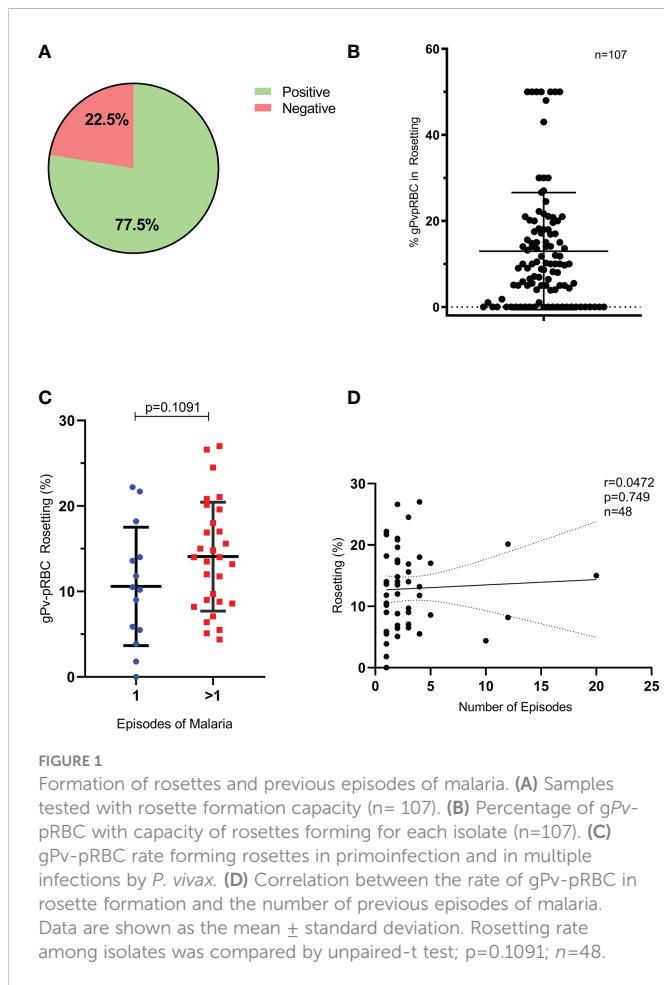 A
Positive
Negative
22.5%
77.5%
B
n=107
% gPvpRBC in Rosetting
60
40
20
0
C
p=0.1091
gPv-pRBC Rosetting (%)
30
20
10
0
1
>1
Episodes of Malaria
D
r=0.0472
p=0.749
n=48
Rosetting (%)
30
20
10
0
0 5 10 15 20 25
Number of Episodes
FIGURE 1
Formation of rosettes and previous episodes of malaria. (A) Samples
tested with rosette formation capacity (n= 107). (B) Percentage of gPv-
pRBC with capacity of rosettes forming for each isolate (n=107). (C)
gPv-pRBC rate forming rosettes in primoinfection and in multiple
infections by P. vivax. (D) Correlation between the rate of gPv-pRBC in
rosette formation and the number of previous episodes of malaria.
Data are shown as the mean ± standard deviation. Rosetting rate
among isolates was compared by unpaired-t test; p=0.1091; n=48.